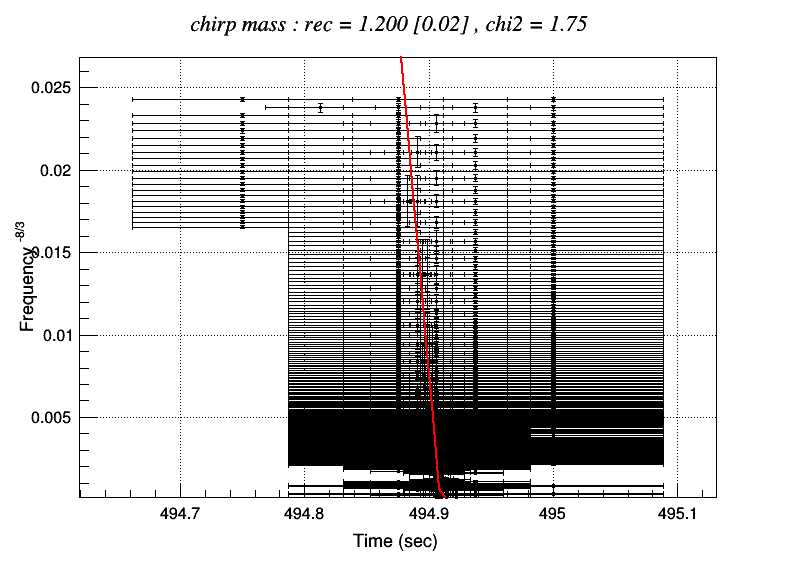 chirp mass : rec = 1.200 [0.02] , chi2 = 1.75
Frequency -8/3
0.025
0.02
0.015
0.01
0.005
494.7 494.8 494.9 495 495.1
Time (sec)